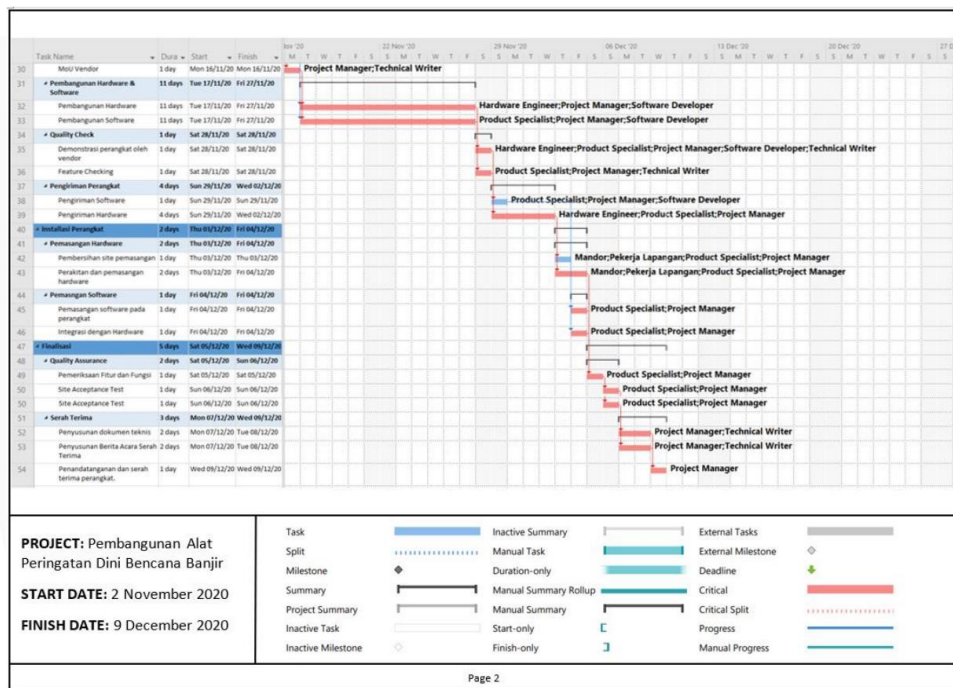 Nov '20 22 Nov '20 29 Nov '20 06 Dec '20 13 Dec '20 20 Dec '20 27 D
Task Name Dura Start Finish M T W T F S S M T W T F S S M T W T F S S M T W T F S S M T W T F S S M T W T F S S
30 MoU Vendor 1 day Mon 16/11/20 Mon 16/11/20 Project Manager;Technical Writer
31 Pembangunan Hardware & Software 11 days Tue 17/11/20 Fri 27/11/20
32 Pembangunan Hardware 11 days Tue 17/11/20 Fri 27/11/20 Hardware Engineer;Project Manager;Software Developer
33 Pembangunan Software 11 days Tue 17/11/20 Fri 27/11/20 Product Specialist;Project Manager;Software Developer
34 Quality Check 1 day Sat 28/11/20 Sat 28/11/20
35 Demonstrasi perangkat oleh vendor 1 day Sat 28/11/20 Sat 28/11/20 Hardware Engineer;Product Specialist;Project Manager;Software Developer;Technical Writer
36 Feature Checking 1 day Sat 28/11/20 Sat 28/11/20 Product Specialist;Project Manager;Technical Writer
37 Pengiriman Perangkat 4 days Sun 29/11/20 Wed 02/12/20
38 Pengiriman Software 1 day Sun 29/11/20 Sun 29/11/20 Product Specialist;Project Manager;Software Developer
39 Pengiriman Hardware 4 days Sun 29/11/20 Wed 02/12/20 Hardware Engineer;Product Specialist;Project Manager
40 Installasi Perangkat 2 days Thu 03/12/20 Fri 04/12/20
41 Pemasangan Hardware 2 days Thu 03/12/20 Fri 04/12/20
42 Pembersihan site pemasangan 1 day Thu 03/12/20 Thu 03/12/20 Mandor;Pekerja Lapangan;Product Specialist;Project Manager
43 Perakitan dan pemasangan hardware 2 days Thu 03/12/20 Fri 04/12/20 Mandor;Pekerja Lapangan;Product Specialist;Project Manager
44 Pemasngan Software 1 day Fri 04/12/20 Fri 04/12/20
45 Pemasangan software pada perangkat 1 day Fri 04/12/20 Fri 04/12/20 Product Specialist;Project Manager
46 Integrasi dengan Hardware 1 day Fri 04/12/20 Fri 04/12/20 Product Specialist;Project Manager
47 Finalisasi 5 days Sat 05/12/20 Wed 09/12/20
48 Quality Assurance 2 days Sat 05/12/20 Sun 06/12/20
49 Pemeriksaan Fitur dan Fungsi 1 day Sat 05/12/20 Sat 05/12/20 Product Specialist;Project Manager
50 Site Acceptance Test 1 day Sun 06/12/20 Sun 06/12/20 Product Specialist;Project Manager
50 Site Acceptance Test 1 day Sun 06/12/20 Sun 06/12/20 Product Specialist;Project Manager
51 Serah Terima 3 days Mon 07/12/20 Wed 09/12/20
52 Penyusunan dokumen teknis 2 days Mon 07/12/20 Tue 08/12/20 Project Manager;Technical Writer
53 Penyusunan Berita Acara Serah Terima 2 days Mon 07/12/20 Tue 08/12/20 Project Manager;Technical Writer
54 Penandatanganan dan serah terima perangkat. 1 day Wed 09/12/20 Wed 09/12/20 Project Manager
PROJECT: Pembangunan Alat
Peringatan Dini Bencana Banjir
START DATE: 2 November 2020
FINISH DATE: 9 December 2020
Task Inactive Summary External Tasks
Split Manual Task External Milestone
Milestone Duration-only Deadline
Summary Manual Summary Rollup Critical
Project Summary Manual Summary Critical Split
Inactive Task Start-only Progress
Inactive Milestone Finish-only Manual Progress
Page 2